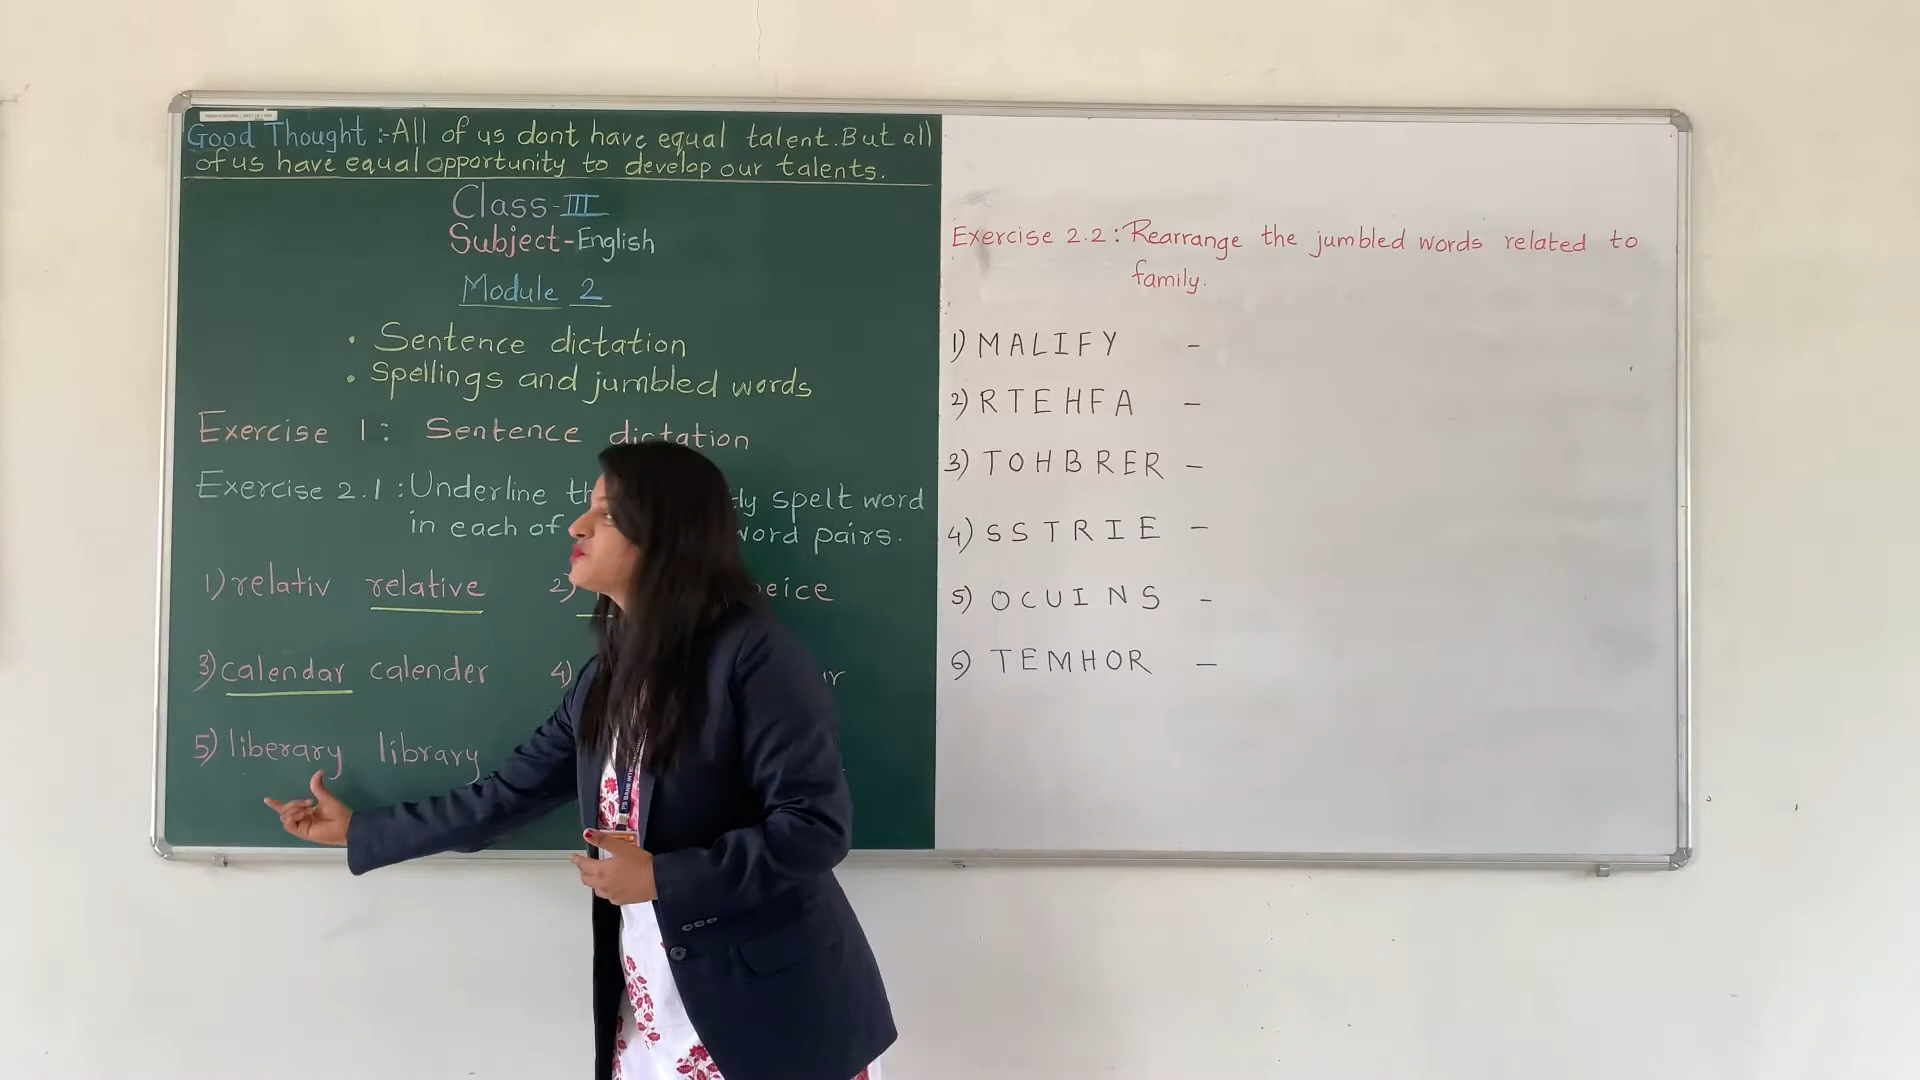 Good Thought :- All of us dont have equal talent. But all
of us have equal opportunity to develop our talents.
Class - III
Subject - English
Module 2
• Sentence dictation
• Spellings and jumbled words
Exercise 1 : Sentence dictation
Exercise 2.1 : Underline spelt word
in each of word pairs.
1) relativ relative 2) eice
3) calendar calender 4)
5) liberary library
Exercise 2.2 : Rearrange the jumbled words related to
family.
1) MALIFY -
2) RTEHFA -
3) TOHBRER -
4) SSTRIE -
5) OCUINS -
6) TEMHOR -